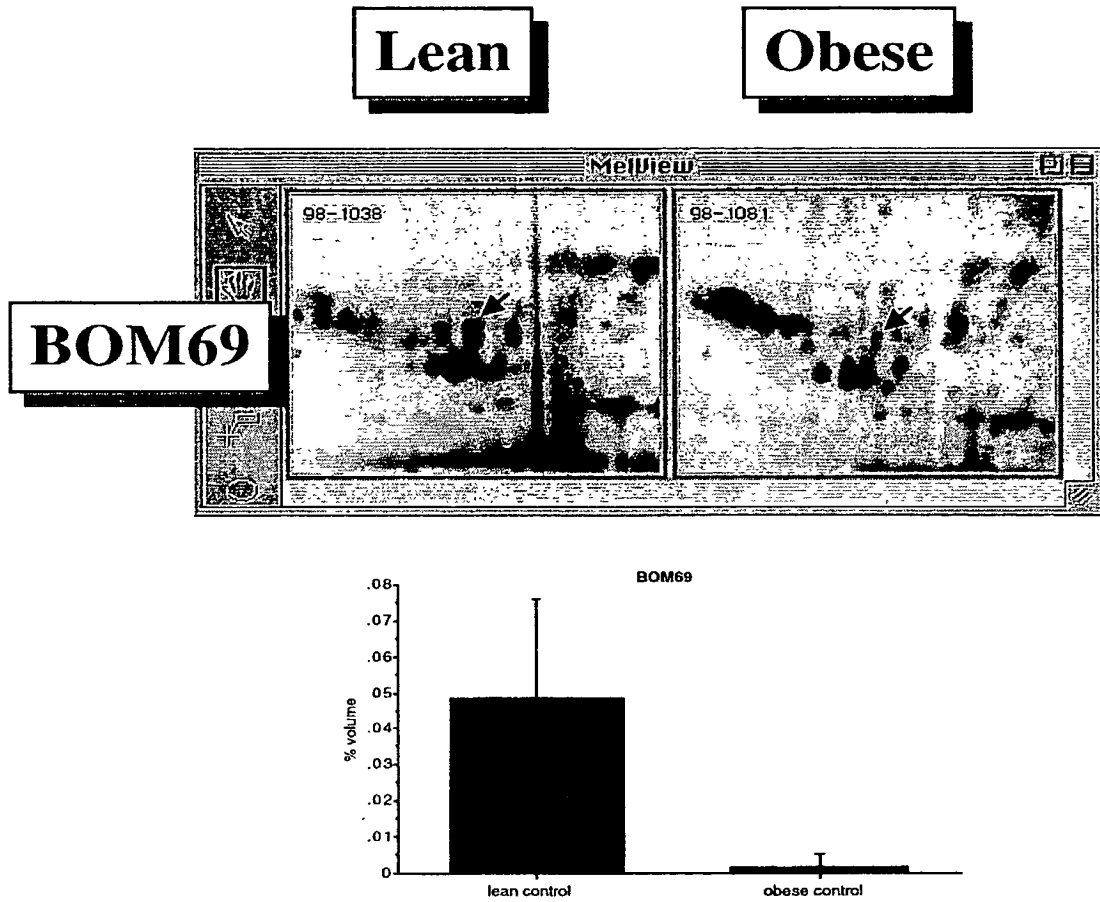 Lean
Obese
MelView
98-1038
98-1081
BOM69
BOM69
.08
.07
.06
.05
.04
.03
.02
.01
0
% volume
lean control
obese control